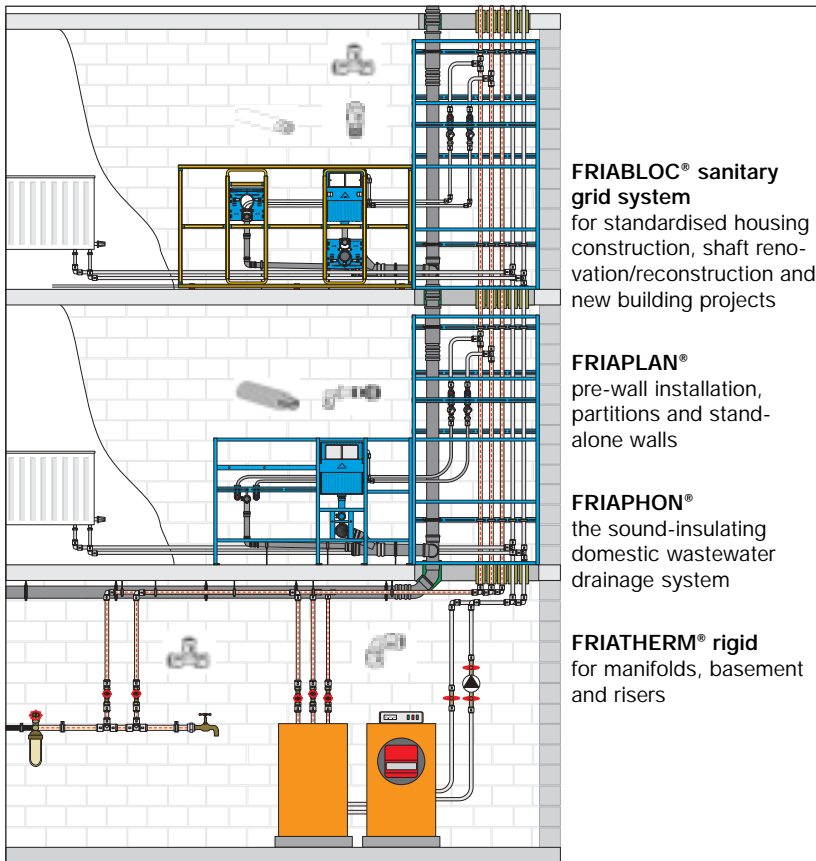 FRIABLOC® sanitary
grid system
for standardised housing
construction, shaft reno-
vation/reconstruction and
new building projects
FRIAPLAN®
pre-wall installation,
partitions and stand-
alone walls
FRIAPHON®
the sound-insulating
domestic wastewater
drainage system
FRIATHERM® rigid
for manifolds, basement
and risers